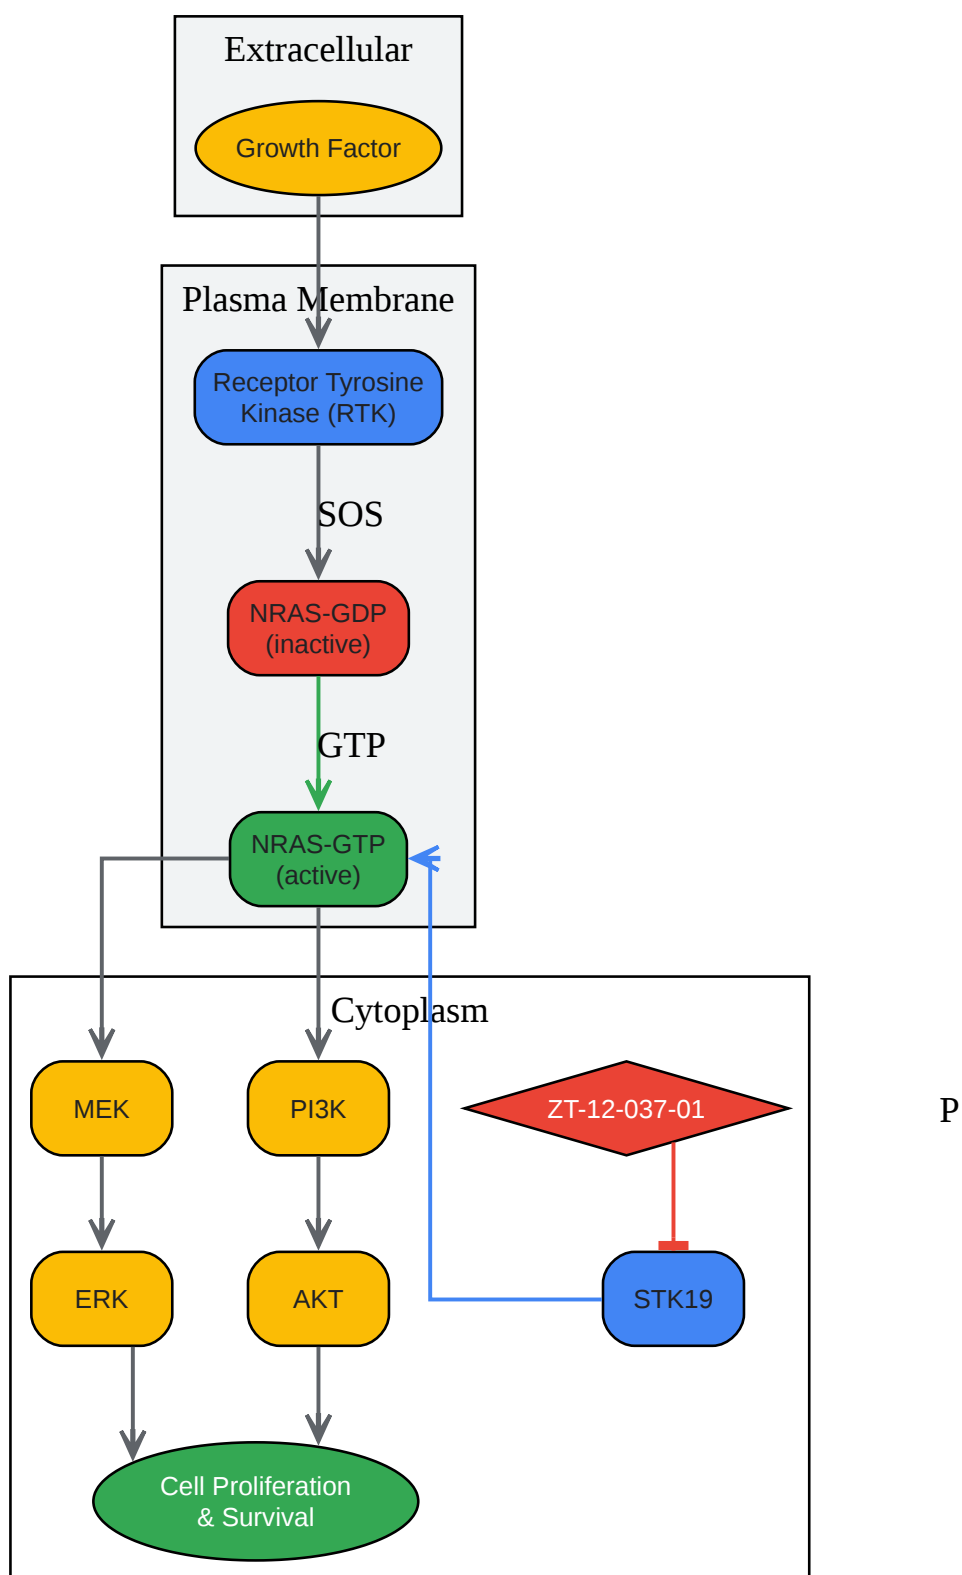 Extracellular
Growth Factor
Plasma Membrane
Receptor Tyrosine
Kinase (RTK)
SOS
NRAS-GDP
(inactive)
GTP
NRAS-GTP
(active)
Cytoplasm
MEK
PI3K
ZT-12-037-01
P
ERK
AKT
STK19
Cell Proliferation
& Survival